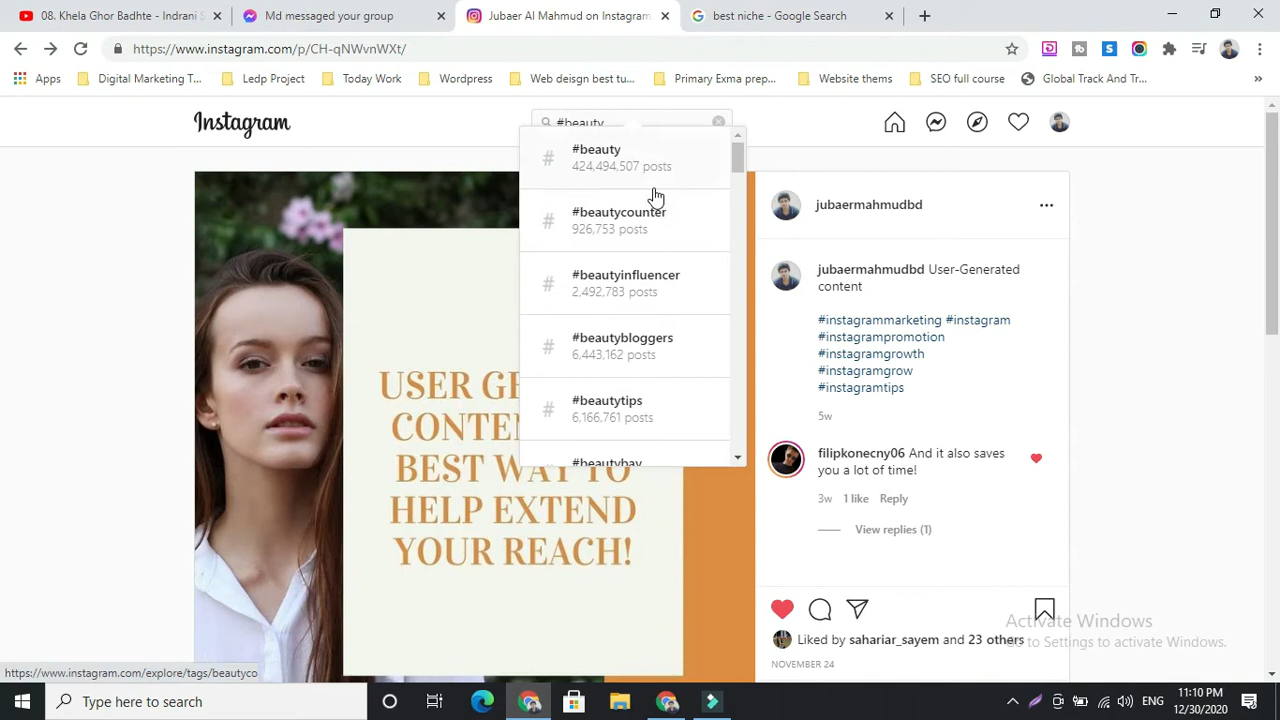 08. Khela Ghor Badhte - Indrani S
Md messaged your group
Jubaer Al Mahmud on Instagram
best niche - Google Search
https://www.instagram.com/p/CH-qNWvnWXt/
Apps
Digital Marketing T...
Ledp Project
Today Work
Wordpress
Web deisgn best tu...
Primary Exma prep...
Website thems
SEO full course
Global Track And Tr...
Instagram
#beauty
#beauty
424,494,507 posts
#beautycounter
926,753 posts
#beautyinfluencer
2,492,783 posts
#beautybloggers
6,443,162 posts
#beautytips
6,166,761 posts
#beautybay
BEST WAY TO
HELP EXTEND
YOUR REACH!
jubaermahmudbd
jubaermahmudbd User-Generated
content
#instagrammarketing #instagram
#instagrampromotion
#instagramgrowth
#instagramgrow
#instagramtips
5w
filipkonecny06 And it also saves
you a lot of time!
3w 1 like Reply
View replies (1)
Liked by sahariar_sayem and 23 others
NOVEMBER 24
Activate Windows
Go to Settings to activate Windows.
https://www.instagram.com/explore/tags/beautyco
Type here to search
ENG
11:10 PM
12/30/2020